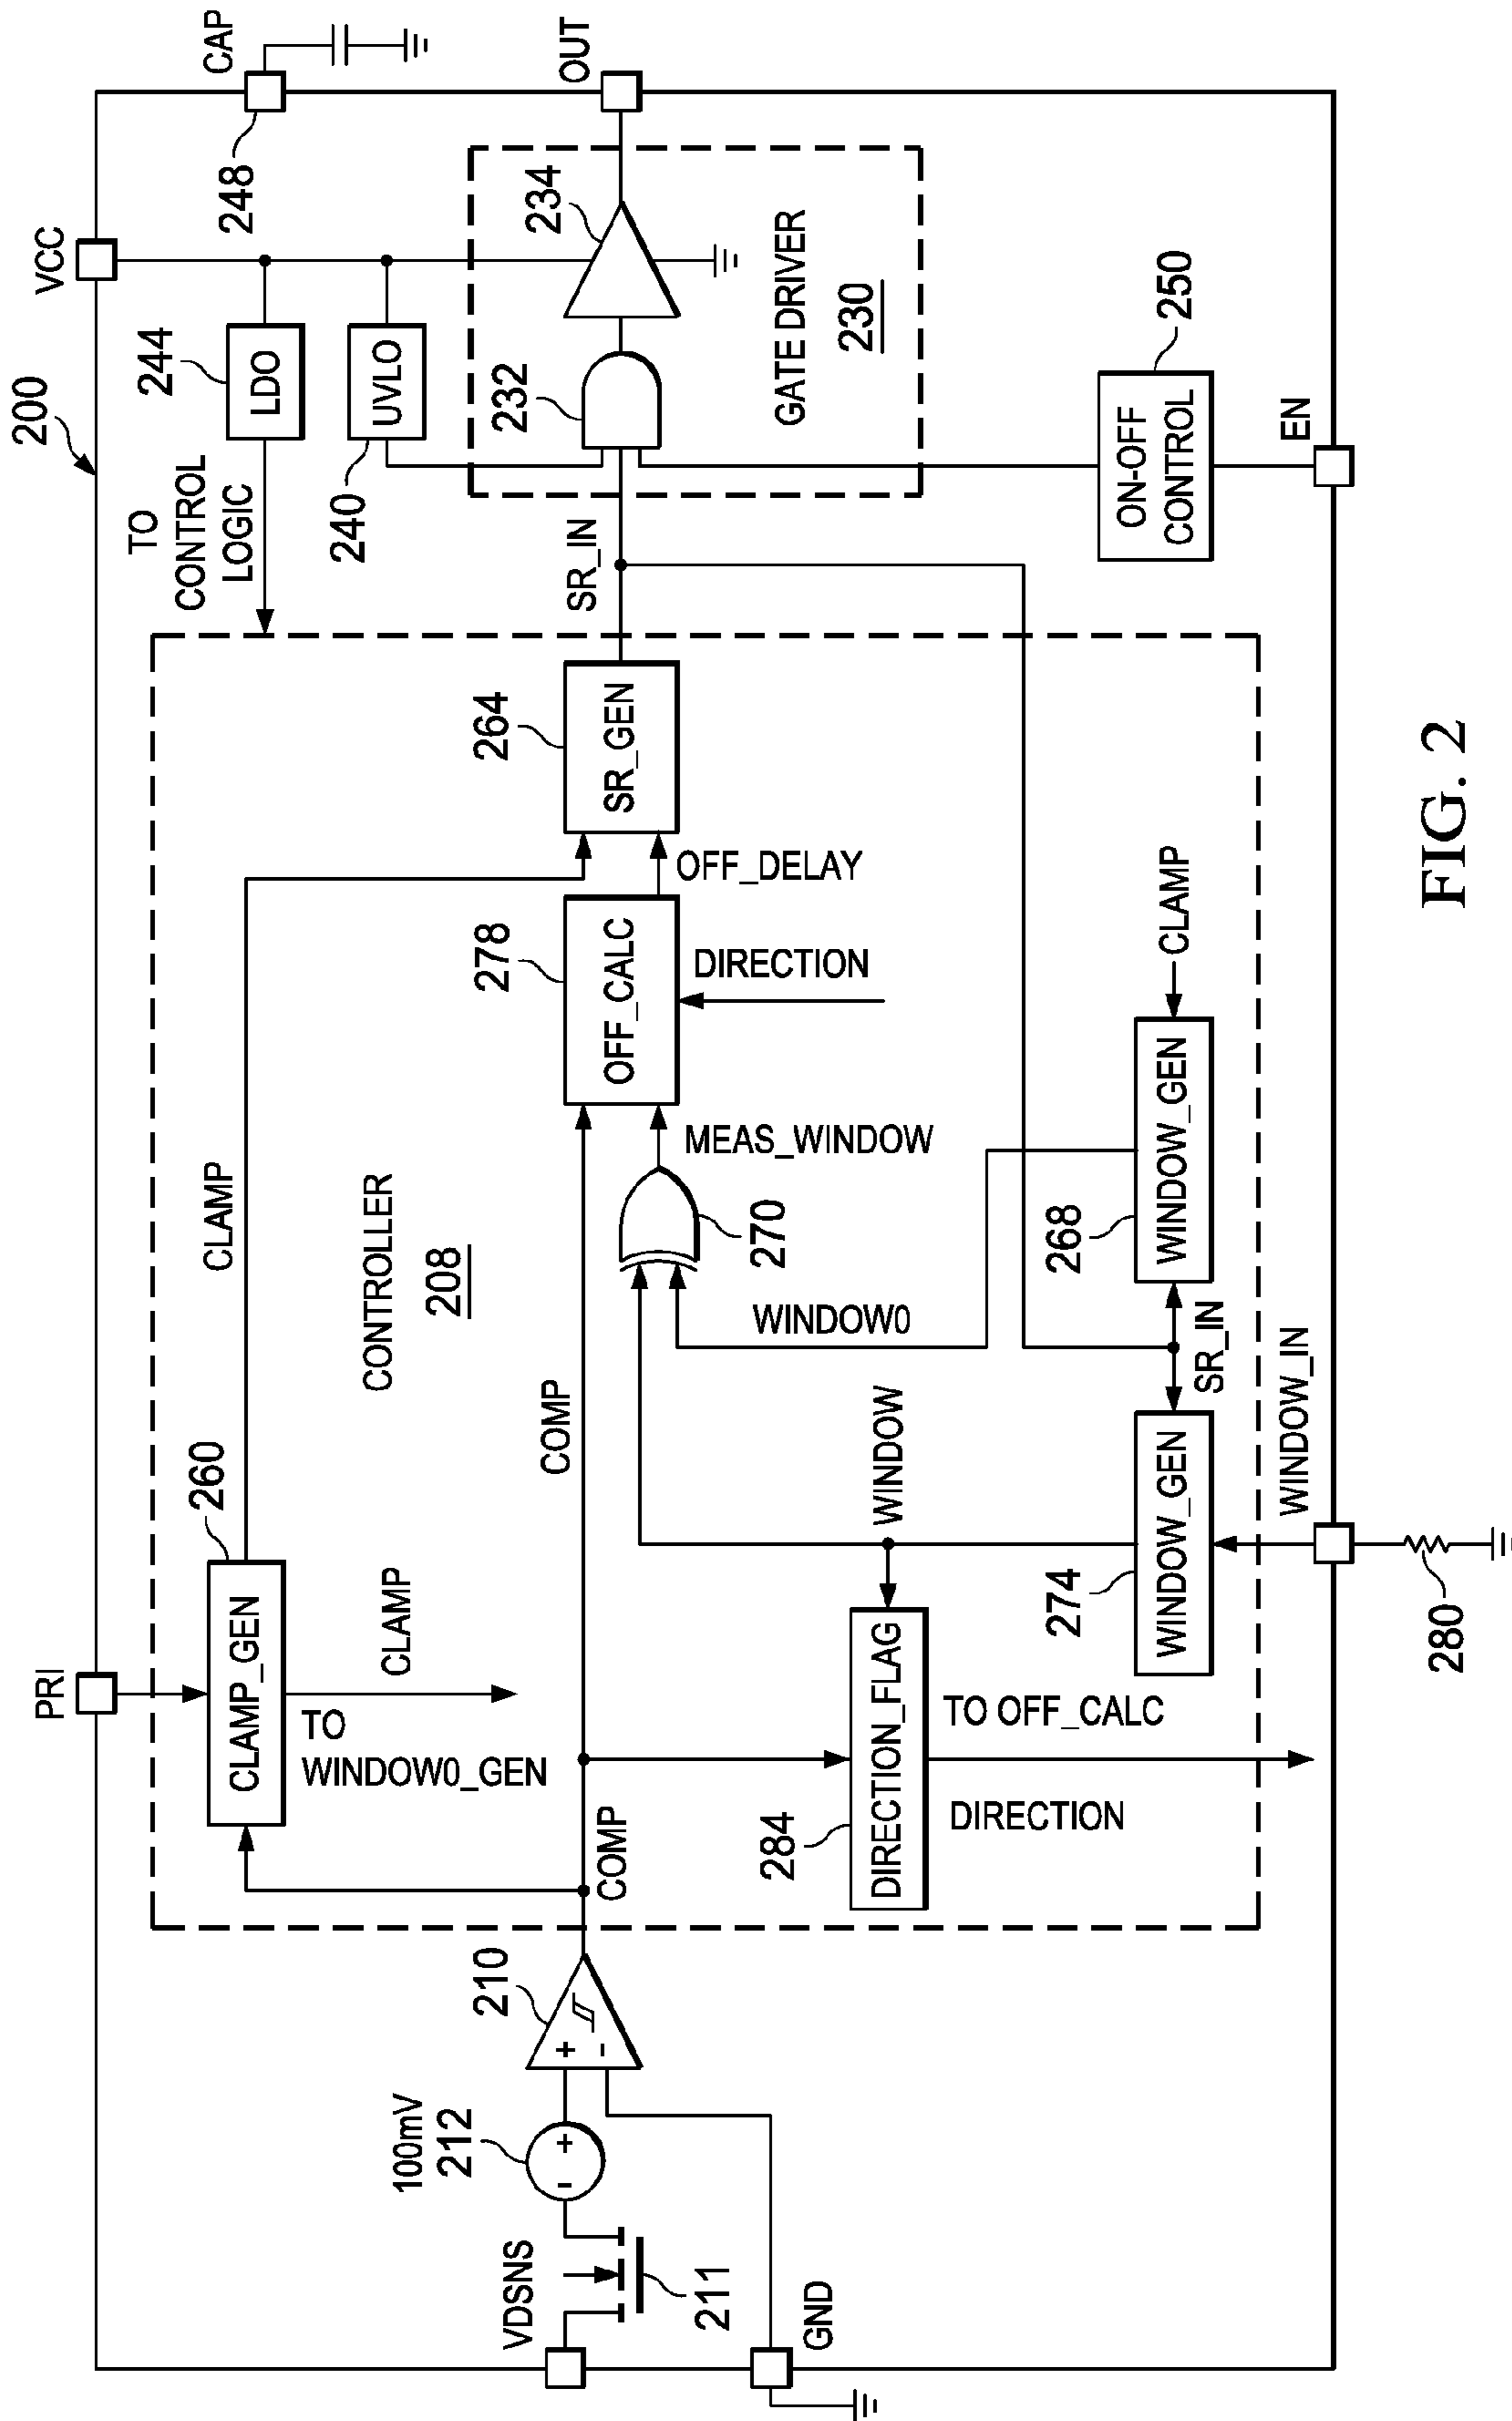 200
PRI
VCC
CAP
248
244
LDO
TO
CONTROL
LOGIC
UVLO
240
260
CLAMP_GEN
CLAMP
TO
WINDOW0_GEN
CLAMP
CONTROLLER
208
VDSNS
211
100mV
212
+
-
210
+
-
GND
COMP
COMP
278
OFF_CALC
OFF_DELAY
264
SR_GEN
SR_IN
232
234
OUT
GATE DRIVER
230
DIRECTION
MEAS_WINDOW
270
WINDOW0
WINDOW
284
DIRECTION_FLAG
TO OFF_CALC
DIRECTION
274
WINDOW_GEN
SR_IN
268
WINDOW_GEN
CLAMP
ON-OFF
CONTROL
250
EN
WINDOW_IN
280
FIG. 2